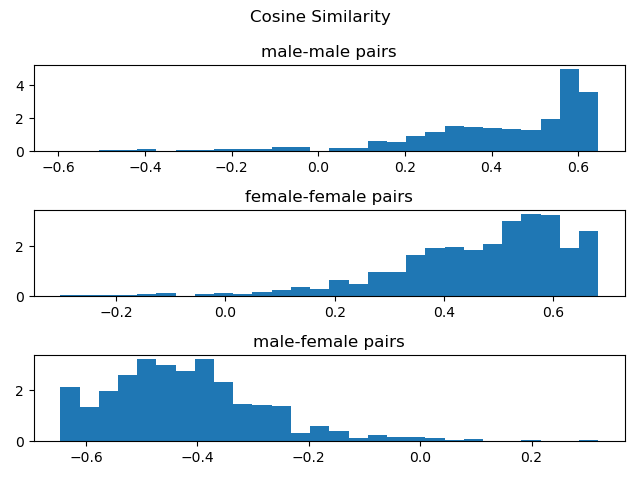 Cosine Similarity
male-male pairs
4
2
0
−0.6 −0.4 −0.2 0.0 0.2 0.4 0.6
female-female pairs
2
0
−0.2 0.0 0.2 0.4 0.6
male-female pairs
2
0
−0.6 −0.4 −0.2 0.0 0.2